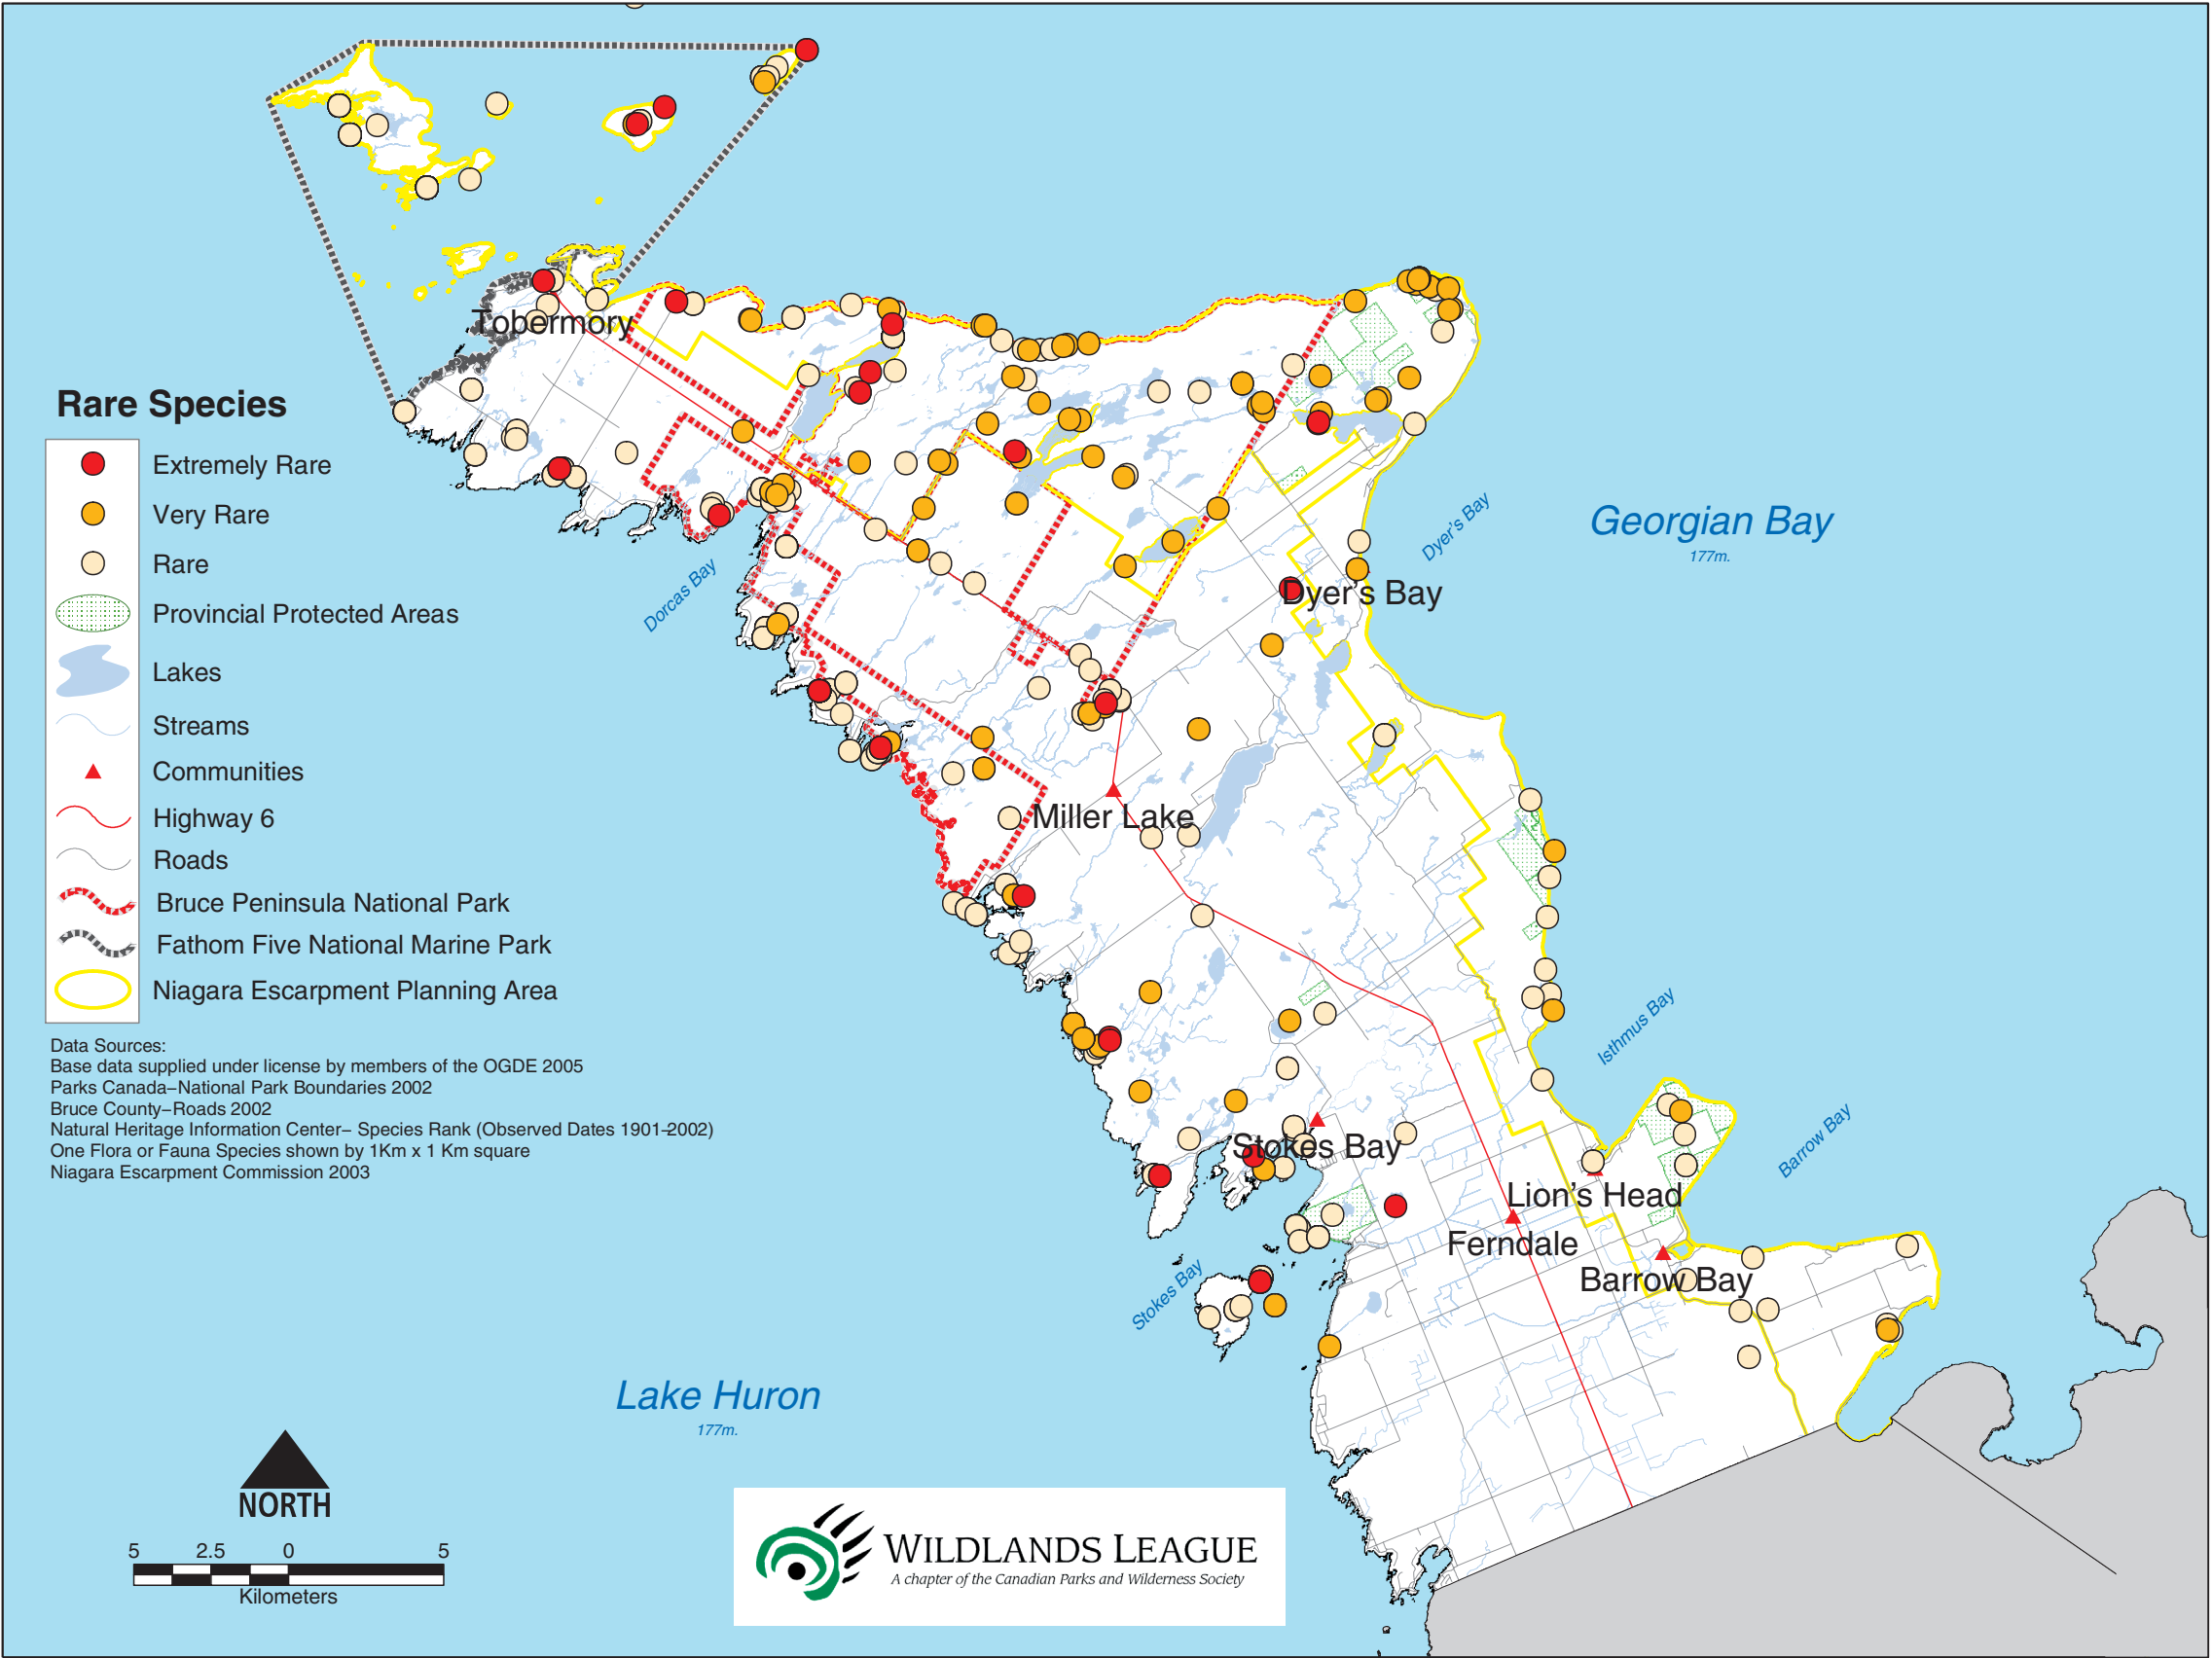 Tobermory
Georgian Bay
177m.
Dyer's Bay
Dorcas Bay
Dyer's Bay
Miller Lake
Isthmus Bay
Barrow Bay
Stokes Bay
Lion's Head
Ferndale
Barrow Bay
Stokes Bay
Lake Huron
177m.
Rare Species
Extremely Rare
Very Rare
Rare
Provincial Protected Areas
Lakes
Streams
Communities
Highway 6
Roads
Bruce Peninsula National Park
Fathom Five National Marine Park
Niagara Escarpment Planning Area
Data Sources:
Base data supplied under license by members of the OGDE 2005
Parks Canada–National Park Boundaries 2002
Bruce County–Roads 2002
Natural Heritage Information Center– Species Rank (Observed Dates 1901–2002)
One Flora or Fauna Species shown by 1Km x 1 Km square
Niagara Escarpment Commission 2003
NORTH
5 2.5 0 5
Kilometers
WILDLANDS LEAGUE
A chapter of the Canadian Parks and Wilderness Society